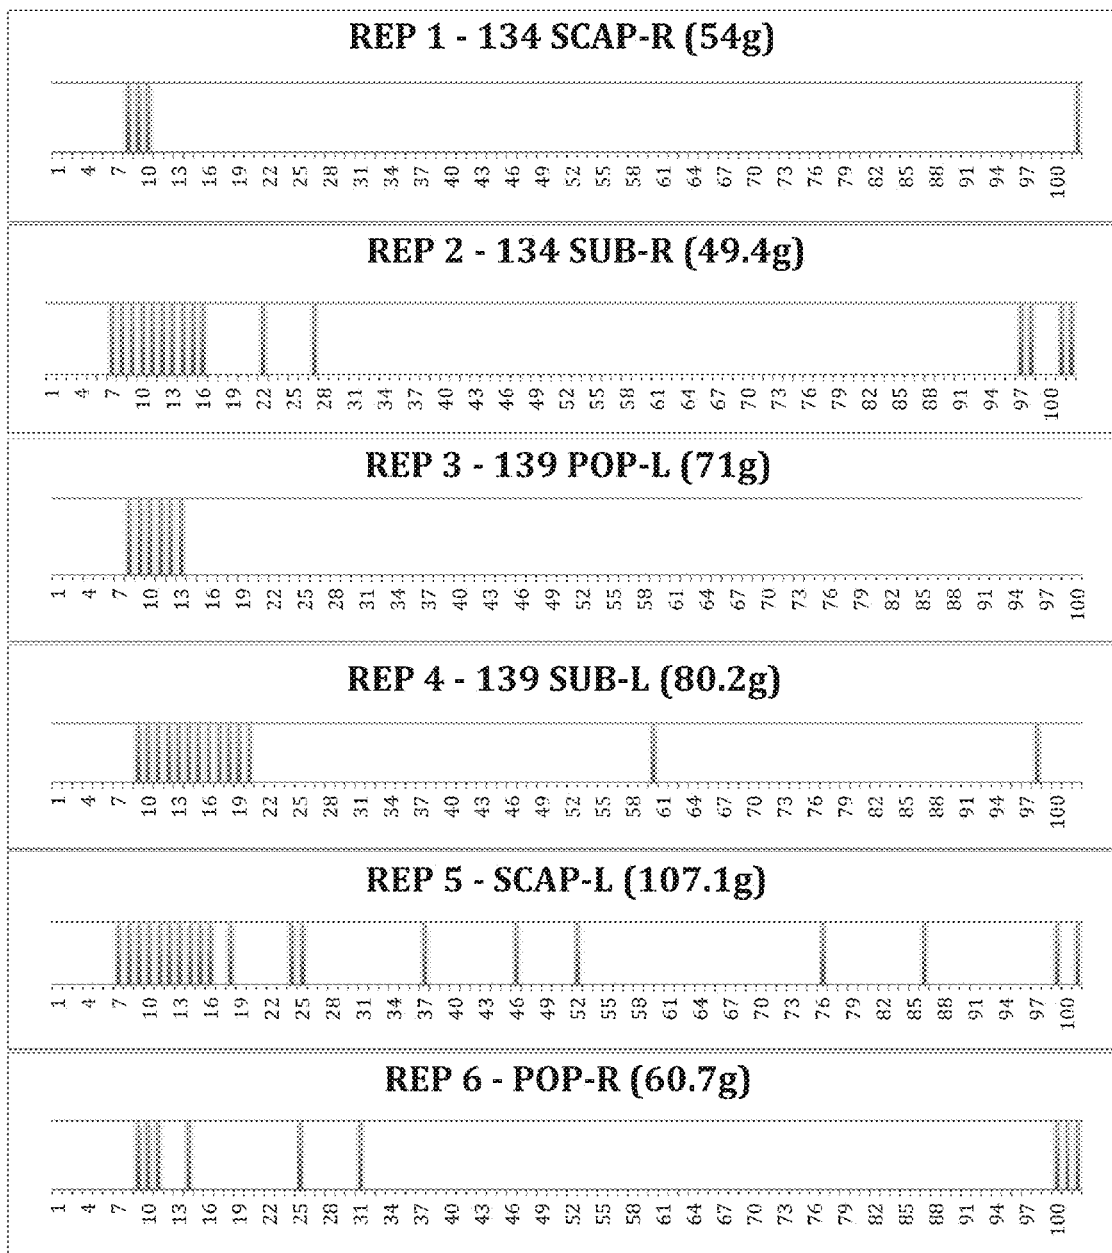 REP 1 - 134 SCAP-R (54g)
1 4 7 10 13 16 19 22 25 28 31 34 37 40 43 46 49 52 55 58 61 64 67 70 73 76 79 82 85 88 91 94 97 100
REP 2 - 134 SUB-R (49.4g)
1 4 7 10 13 16 19 22 25 28 31 34 37 40 43 46 49 52 55 58 61 64 67 70 73 76 79 82 85 88 91 94 97 100
REP 3 - 139 POP-L (71g)
1 4 7 10 13 16 19 22 25 28 31 34 37 40 43 46 49 52 55 58 61 64 67 70 73 76 79 82 85 88 91 94 97 100
REP 4 - 139 SUB-L (80.2g)
1 4 7 10 13 16 19 22 25 28 31 34 37 40 43 46 49 52 55 58 61 64 67 70 73 76 79 82 85 88 91 94 97 100
REP 5 - SCAP-L (107.1g)
1 4 7 10 13 16 19 22 25 28 31 34 37 40 43 46 49 52 55 58 61 64 67 70 73 76 79 82 85 88 91 94 97 100
REP 6 - POP-R (60.7g)
1 4 7 10 13 16 19 22 25 28 31 34 37 40 43 46 49 52 55 58 61 64 67 70 73 76 79 82 85 88 91 94 97 100